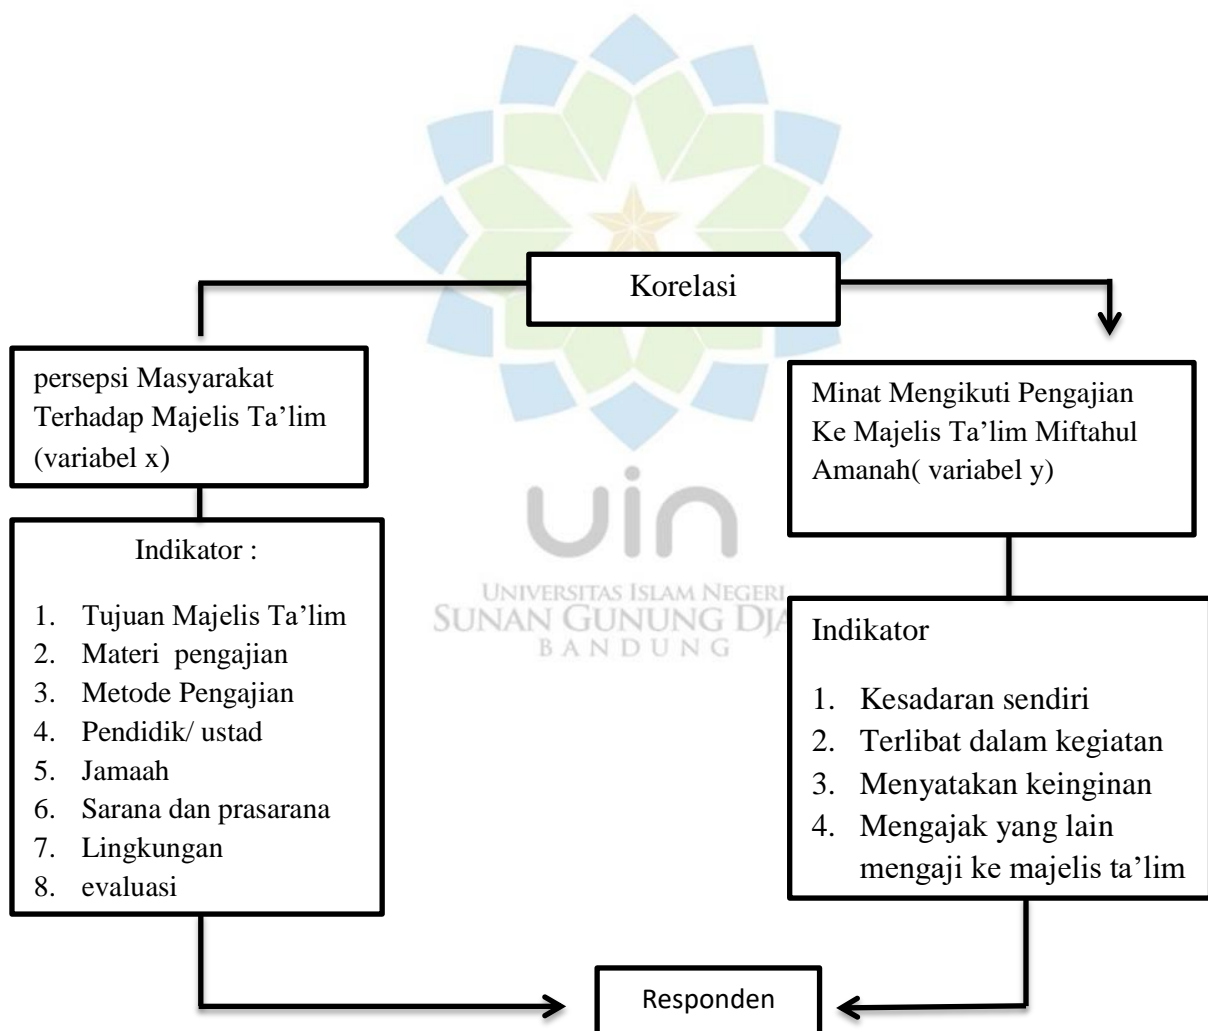 Korelasi
persepsi Masyarakat
Terhadap Majelis Ta’lim
(variabel x)
Minat Mengikuti Pengajian
Ke Majelis Ta’lim Miftahul
Amanah( variabel y)
Indikator :
1. Tujuan Majelis Ta’lim
2. Materi pengajian
3. Metode Pengajian
4. Pendidik/ ustad
5. Jamaah
6. Sarana dan prasarana
7. Lingkungan
8. evaluasi
uin
UNIVERSITAS ISLAM NEGERI
SUNAN GUNUNG
BANDUNG
Indikator
1. Kesadaran sendiri
2. Terlibat dalam kegiatan
3. Menyatakan keinginan
4. Mengajak yang lain
mengaji ke majelis ta’lim
Responden